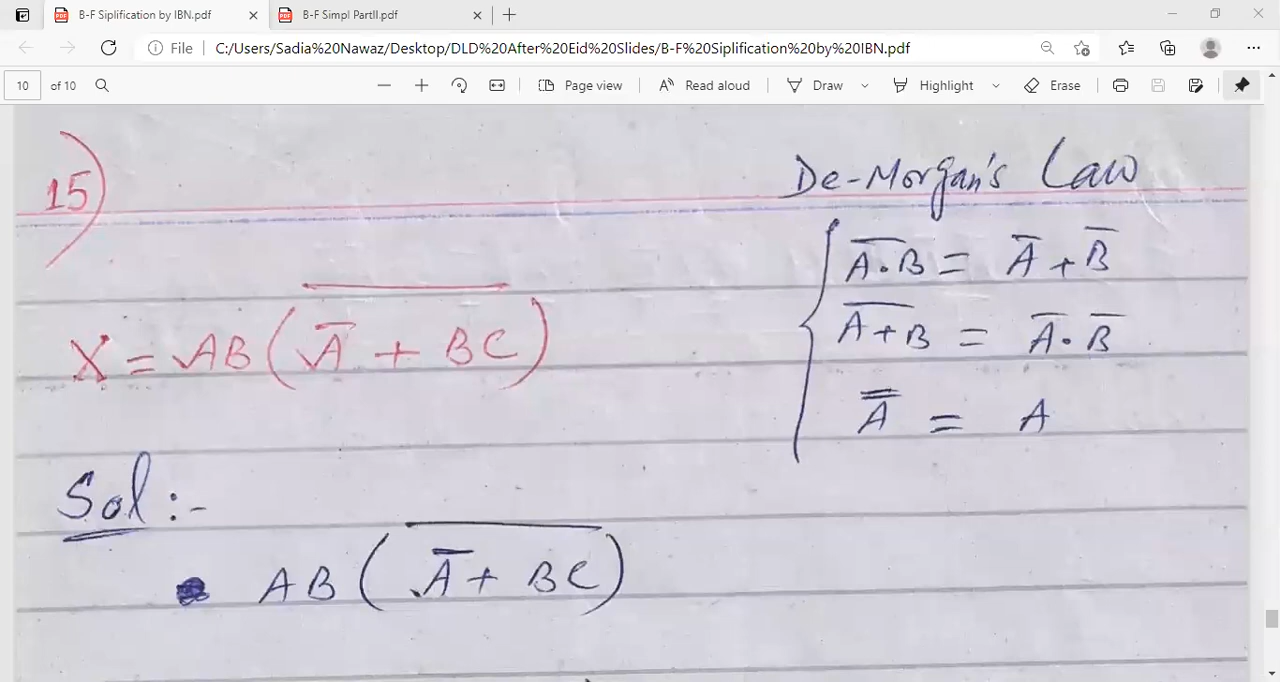 B-F Siplification by IBN.pdf
B-F Simpl PartII.pdf
File C:/Users/Sadia%20Nawaz/Desktop/DLD%20After%20Eid%20Slides/B-F%20Siplification%20by%20IBN.pdf
10 of 10 Page view Read aloud Draw Highlight Erase
15)
De-Morgan's Law
A̅.̅B̅ = A̅ + B̅
A̅+̅B̅ = A̅ . B̅
X = AB(\overline{A̅ + BC})
A̿ = A
Sol:-
AB(\overline{A̅ + BC})